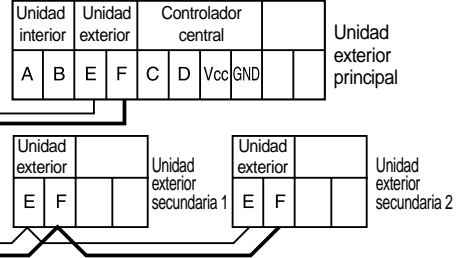 Unidad interior
Unidad exterior
Controlador central
A B E F C D Vcc GND
Unidad exterior principal
Unidad exterior
E F
Unidad exterior secundaria 1
Unidad exterior
E F
Unidad exterior secundaria 2